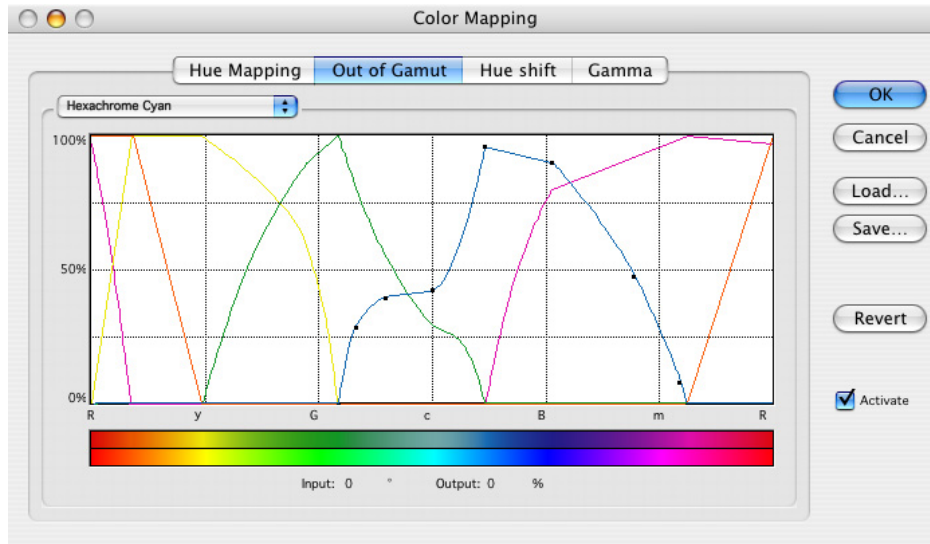 Color Mapping
Hue Mapping Out of Gamut Hue shift Gamma
Hexachrome Cyan
OK
Cancel
Load...
Save...
Revert
Activate
100%
50%
0%
R y G c B m R
Input: 0 ° Output: 0 %